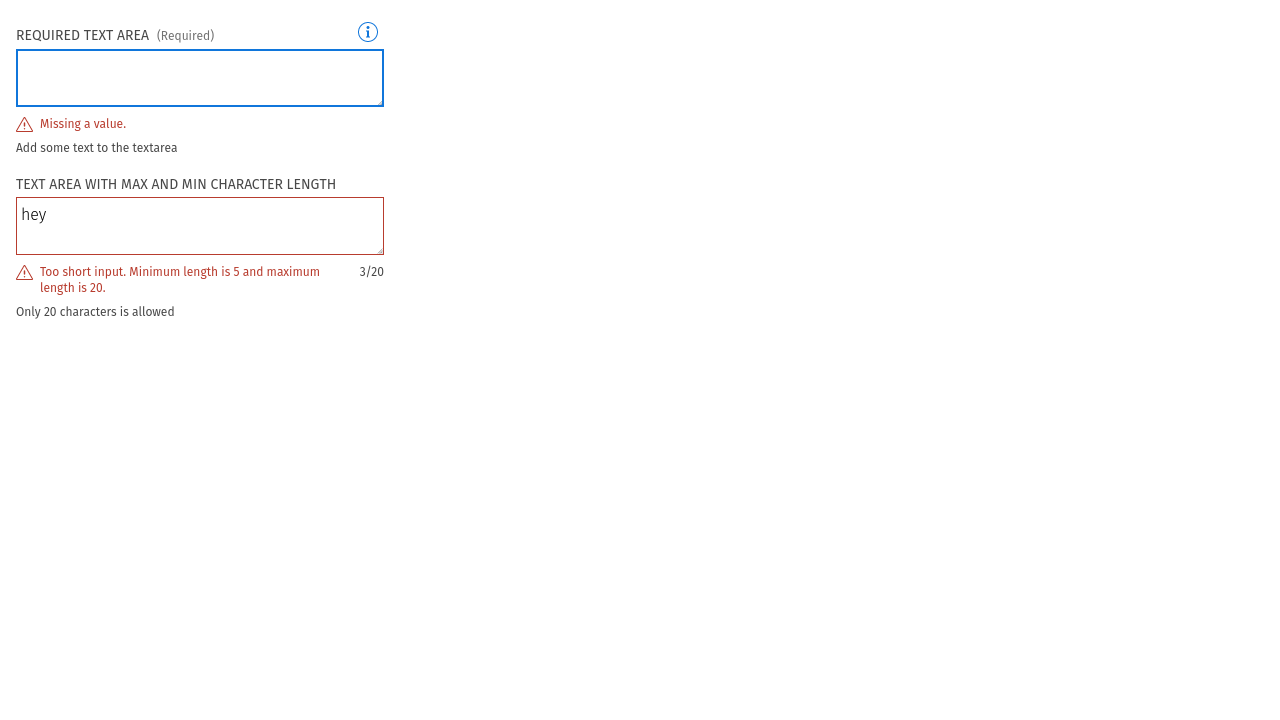 REQUIRED TEXT AREA (Required)
Missing a value.
Add some text to the textarea
TEXT AREA WITH MAX AND MIN CHARACTER LENGTH
hey
Too short input. Minimum length is 5 and maximum 3/20
length is 20.
Only 20 characters is allowed